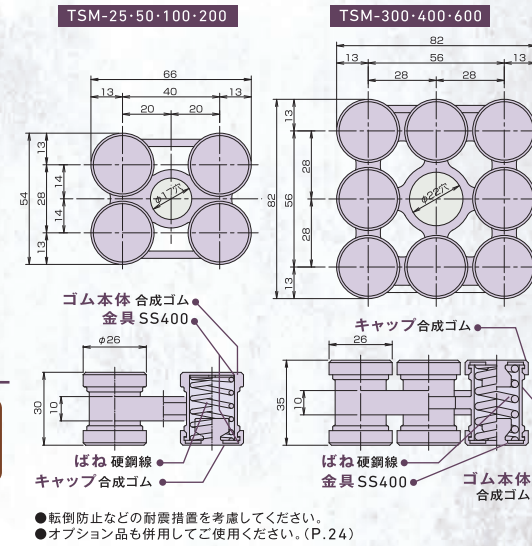 TSM-25·50·100·200
66
13
40
13
20
20
54
13
28
14
14
13
φ17穴
ゴム本体 合成ゴム
金具 SS400
φ26
30
10
ばね 硬鋼線
キャップ 合成ゴム
TSM-300·400·600
82
13
56
13
28
28
82
13
56
28
28
13
φ22穴
キャップ 合成ゴム
26
35
10
ばね 硬鋼線
金具 SS400
ゴム本体
合成ゴム
●転倒防止などの耐震措置を考慮してください。
●オプション品も併用してご使用ください。(P.24)